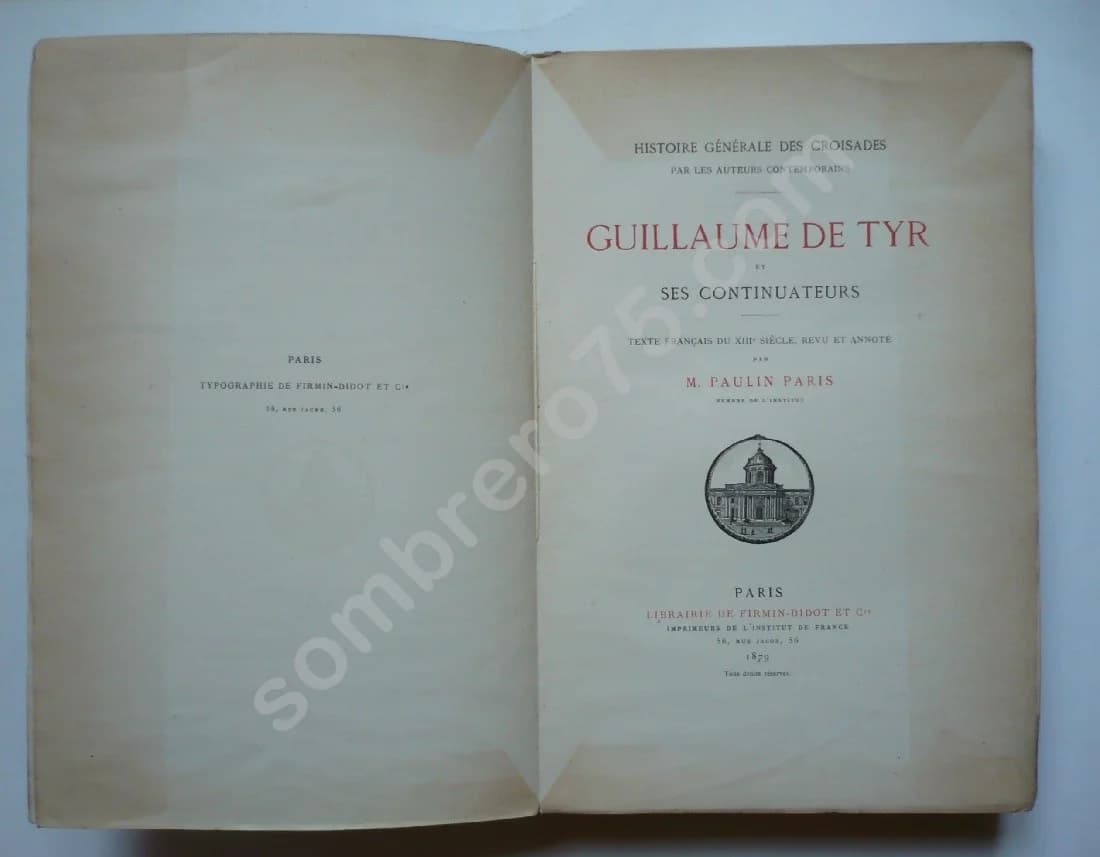 PARIS
TYPOGRAPHIE DE FIRMIN-DIDOT ET Cie
56, RUE JACOB, 56
HISTOIRE GÉNÉRALE DES CROISADES
PAR LES AUTEURS CONTEMPORAINS
GUILLAUME DE TYR
ET
SES CONTINUATEURS
TEXTE FRANÇAIS DU XIIIe SIÈCLE, REVU ET ANNOTÉ
PAR
M. PAULIN PARIS
MEMBRE DE L'INSTITUT
PARIS
LIBRAIRIE DE FIRMIN-DIDOT ET Cie
IMPRIMEURS DE L'INSTITUT DE FRANCE
56, RUE JACOB, 56
1879
Tous droits réservés.
sombrero75.com